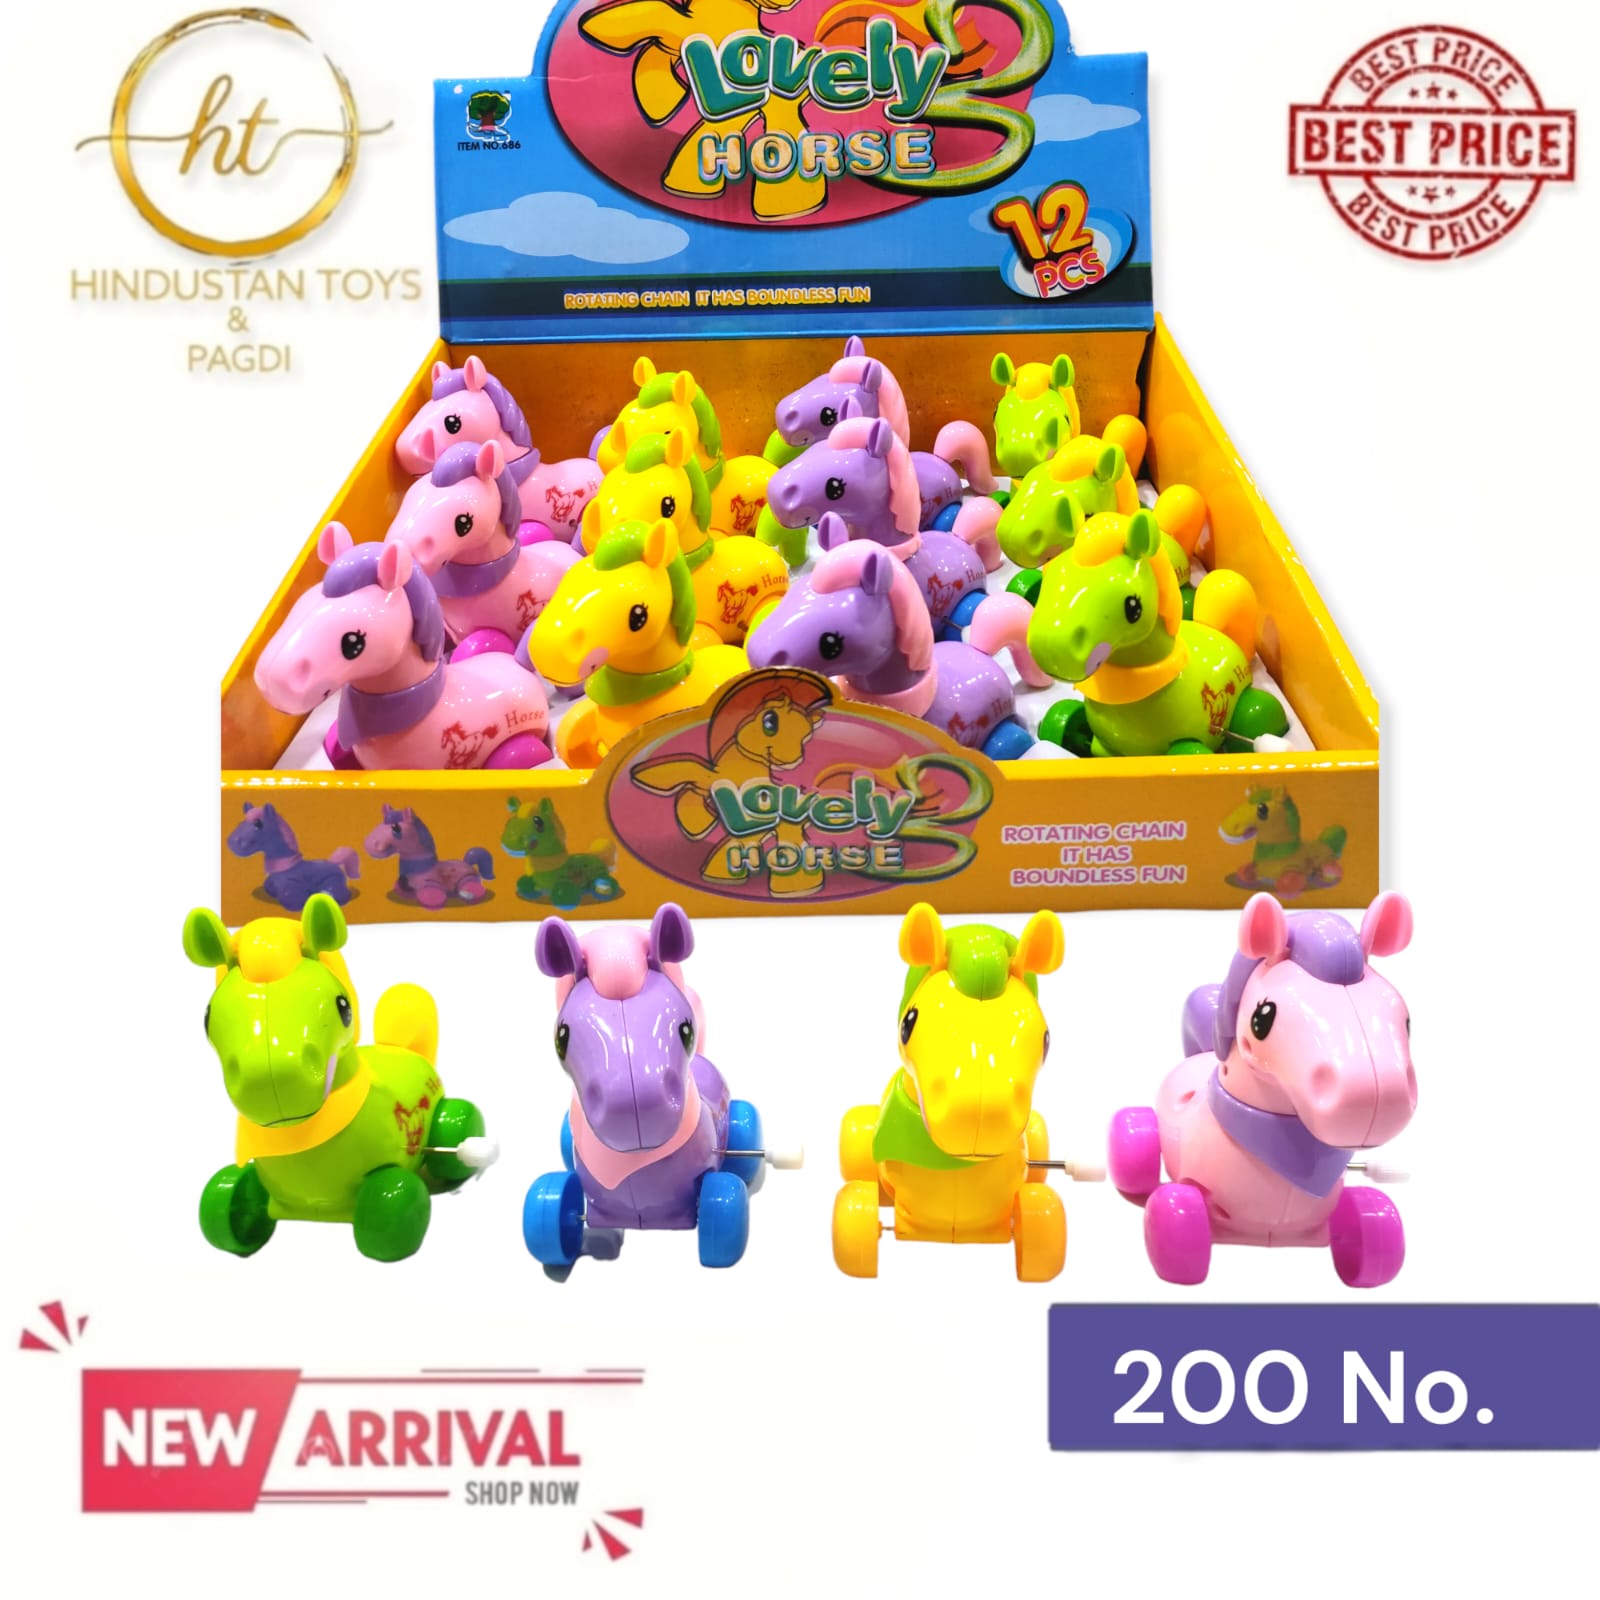 ht
HINDUSTAN TOYS
&
PAGDI
Lovely
HORSE
ITEM NO.686
12
PCS
ROTATING CHAIN IT HAS BOUNDLESS FUN
BEST PRICE
BEST PRICE
BEST PRICE
Horse
Horse
Horse
Lovely
HORSE
ROTATING CHAIN
IT HAS
BOUNDLESS FUN
NEW ARRIVAL
SHOP NOW
200 No.